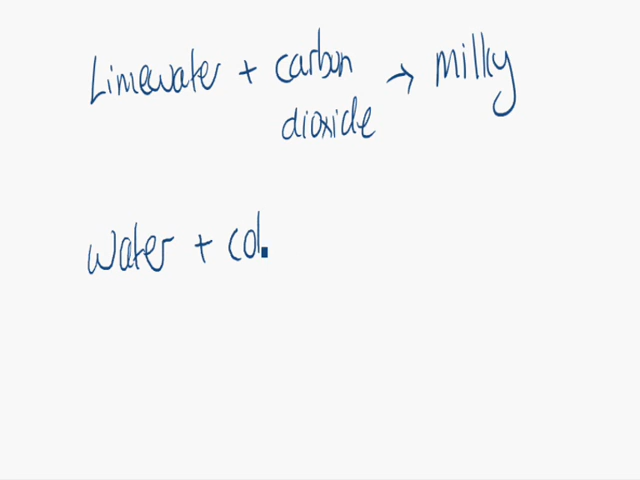 Limewater + carbon → milky
dioxide
water + col